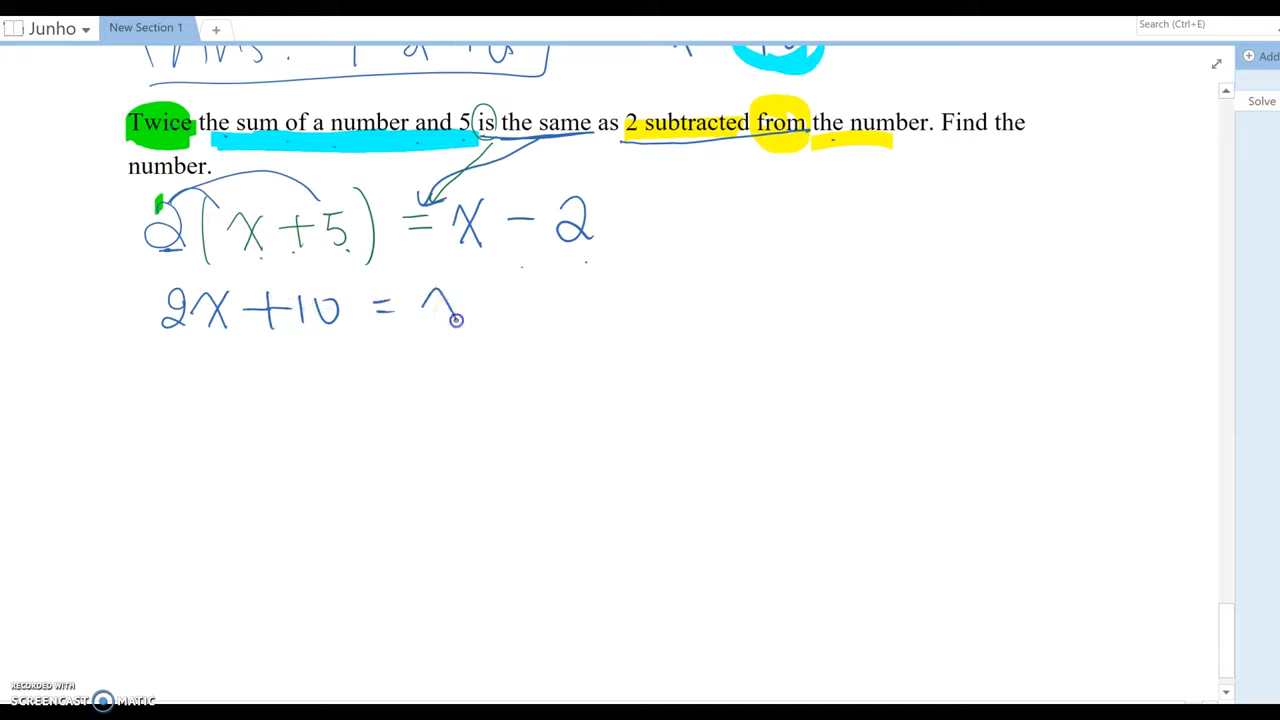 Junho
New Section 1
+
Search (Ctrl+E)
Add
Solve
Twice the sum of a number and 5 is the same as 2 subtracted from the number. Find the
number.
2(x + 5) = x - 2
2x + 10 =
RECORDED WITH
SCREENCAST MATIC